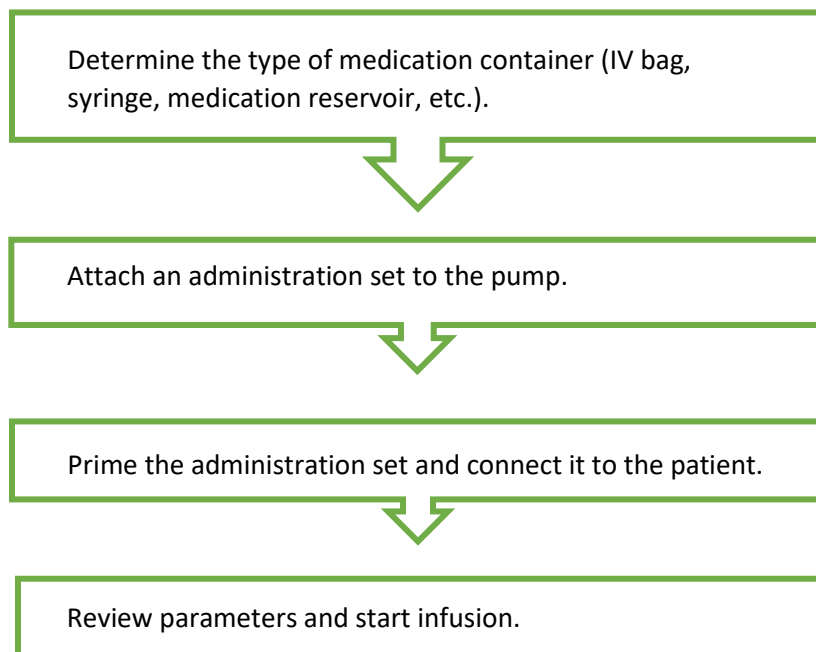 Determine the type of medication container (IV bag,
syringe, medication reservoir, etc.).
Attach an administration set to the pump.
Prime the administration set and connect it to the patient.
Review parameters and start infusion.